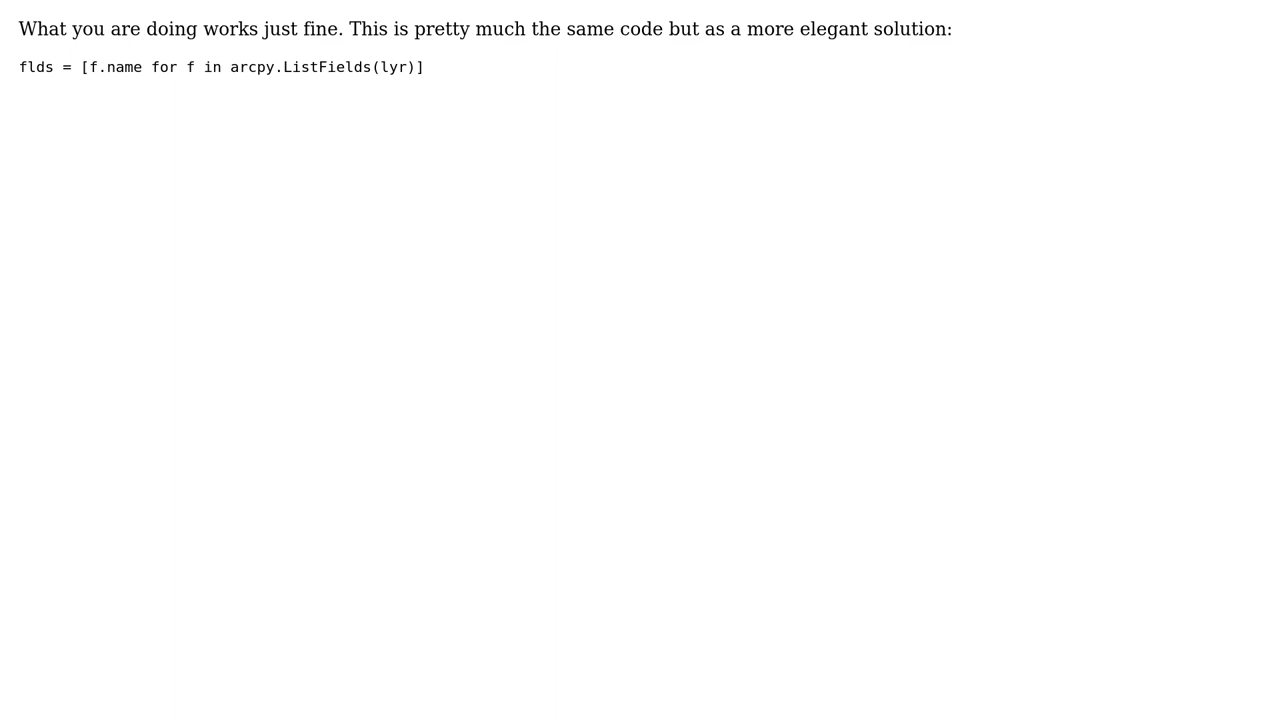 What you are doing works just fine. This is pretty much the same code but as a more elegant solution:
flds = [f.name for f in arcpy.ListFields(lyr)]